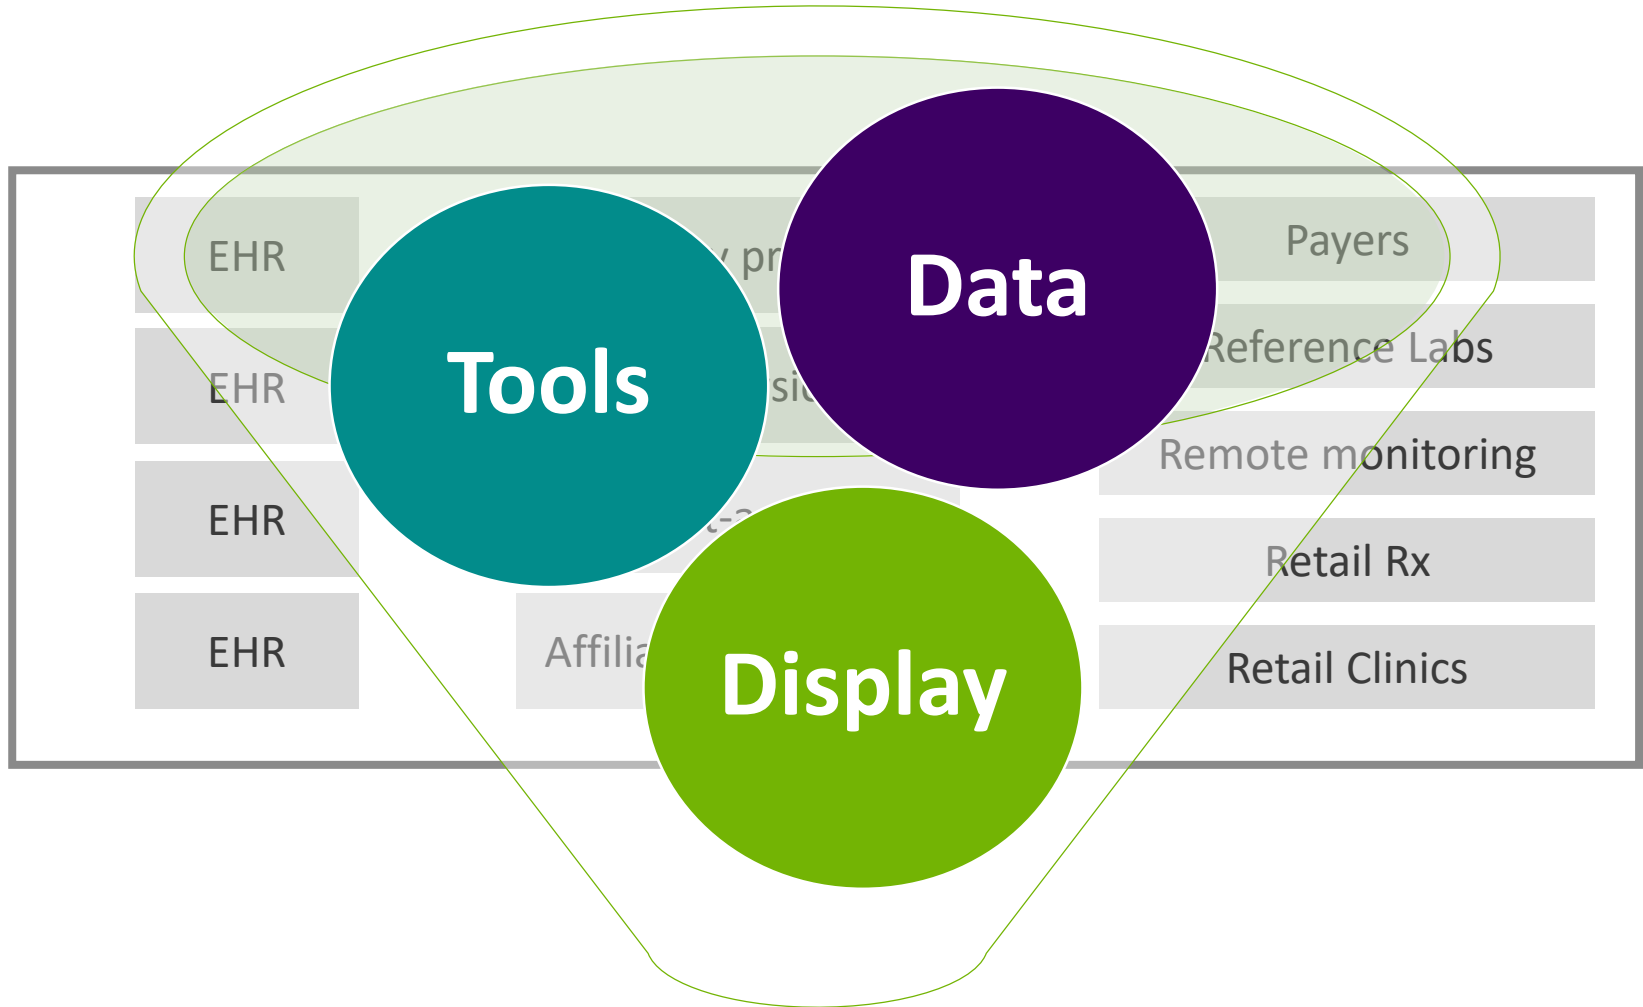 EHR
EHR
EHR
EHR
Tools
Data
Display
Payers
Reference Labs
Remote monitoring
Retail Rx
Retail Clinics